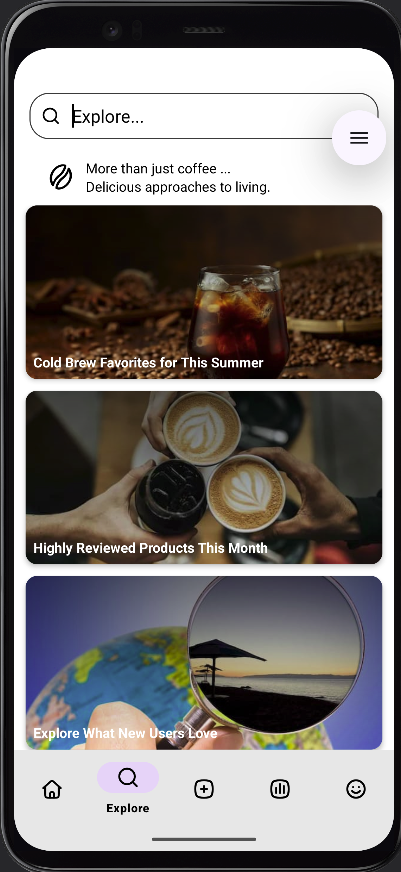 Explore...
More than just coffee ...
Delicious approaches to living.
Cold Brew Favorites for This Summer
Highly Reviewed Products This Month
Explore What New Users Love
Explore